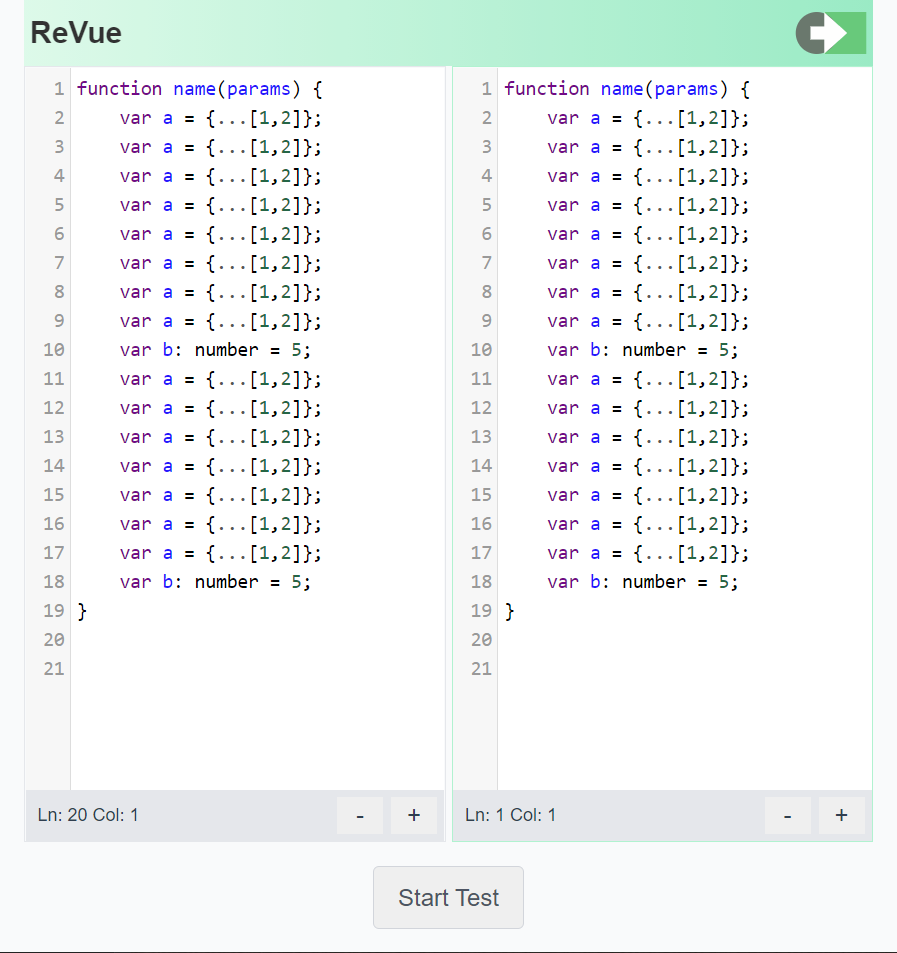 ReVue
1 function name(params) {
2     var a = {...[1,2]};
3     var a = {...[1,2]};
4     var a = {...[1,2]};
5     var a = {...[1,2]};
6     var a = {...[1,2]};
7     var a = {...[1,2]};
8     var a = {...[1,2]};
9     var a = {...[1,2]};
10     var b: number = 5;
11     var a = {...[1,2]};
12     var a = {...[1,2]};
13     var a = {...[1,2]};
14     var a = {...[1,2]};
15     var a = {...[1,2]};
16     var a = {...[1,2]};
17     var a = {...[1,2]};
18     var b: number = 5;
19 }
20
21
Ln: 20 Col: 1 - +
1 function name(params) {
2     var a = {...[1,2]};
3     var a = {...[1,2]};
4     var a = {...[1,2]};
5     var a = {...[1,2]};
6     var a = {...[1,2]};
7     var a = {...[1,2]};
8     var a = {...[1,2]};
9     var a = {...[1,2]};
10     var b: number = 5;
11     var a = {...[1,2]};
12     var a = {...[1,2]};
13     var a = {...[1,2]};
14     var a = {...[1,2]};
15     var a = {...[1,2]};
16     var a = {...[1,2]};
17     var a = {...[1,2]};
18     var b: number = 5;
19 }
20
21
Ln: 1 Col: 1 - +
Start Test